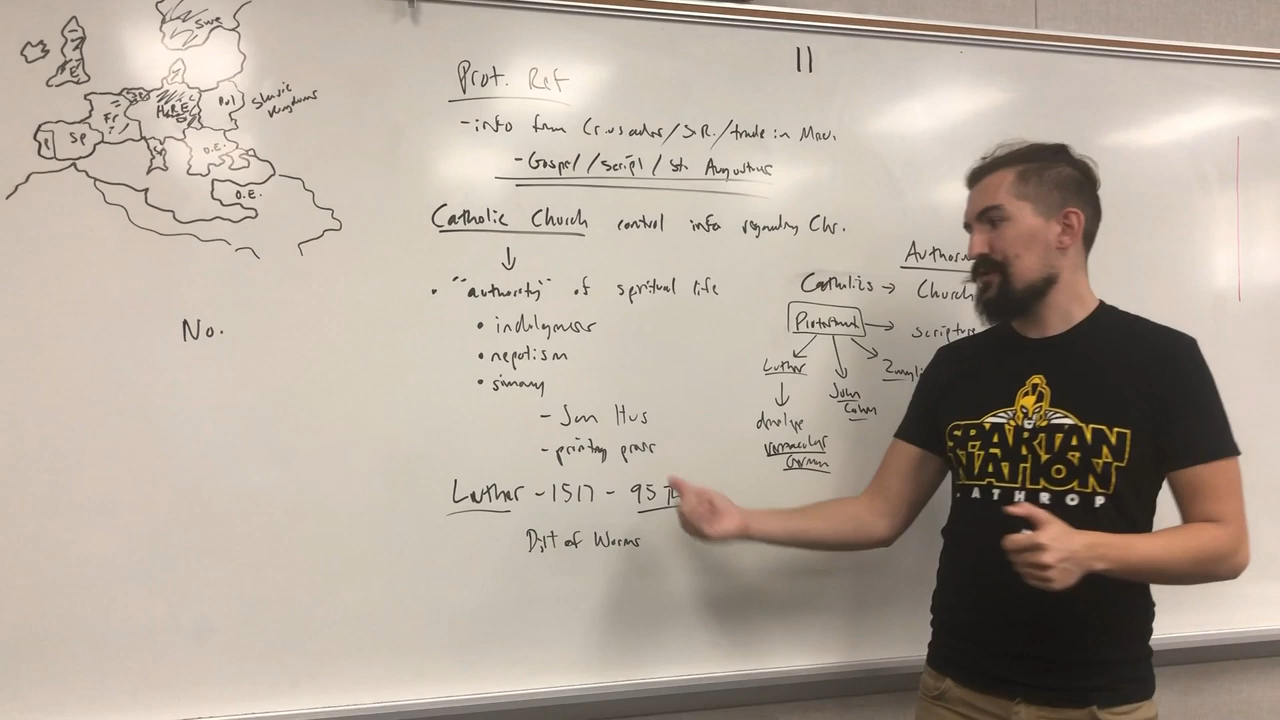 Swe
E
Fr
H.R.E
Pol
Slavic
Kingdoms
P
Sp
O.E.
O.E.
No.
Prot. Ref
11
- info from Crusades/S.R./trade in Med.
- Gospel/Script/St. Augustine
Catholic Church control info regarding Chr.
• "authority" of spiritual life
• indulgences
• nepotism
• simony
- Jan Hus
- printing press
Luther - 1517 - 95 T
Diet of Worms
Author
Catholics → Church
Protestant → scripture
Luther
John
Calvin
Zwingli
develop
vernacular
German
SPARTAN
NATION
ATHROP